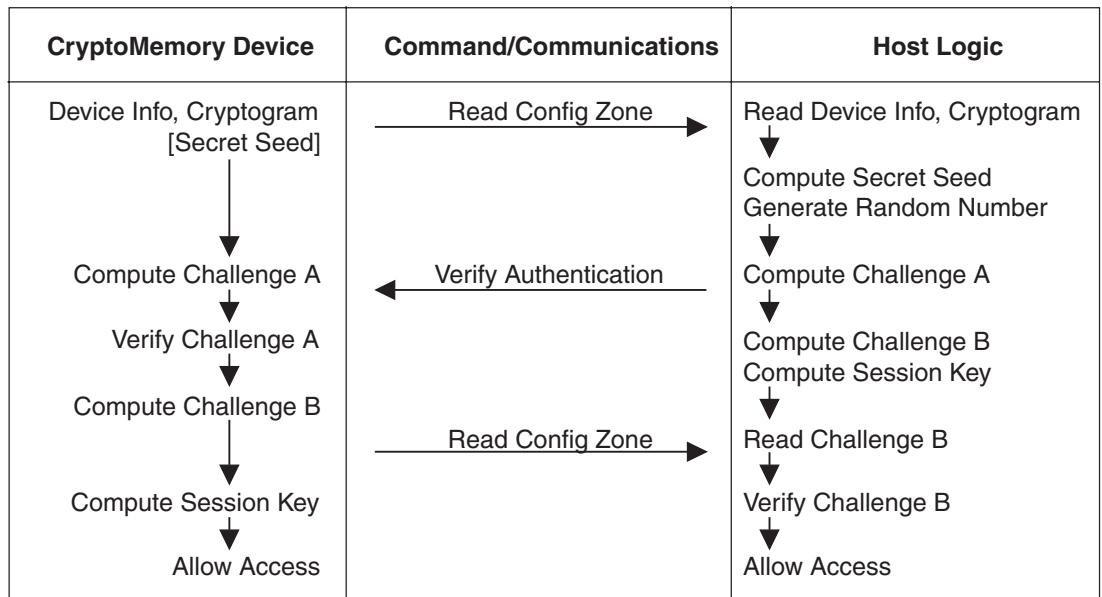 CryptoMemory Device
Command/Communications
Host Logic
Device Info, Cryptogram
[Secret Seed]
Read Config Zone
Read Device Info, Cryptogram
Compute Secret Seed
Generate Random Number
Compute Challenge A
Verify Authentication
Compute Challenge A
Verify Challenge A
Compute Challenge B
Compute Session Key
Compute Challenge B
Read Config Zone
Read Challenge B
Compute Session Key
Verify Challenge B
Allow Access
Allow Access